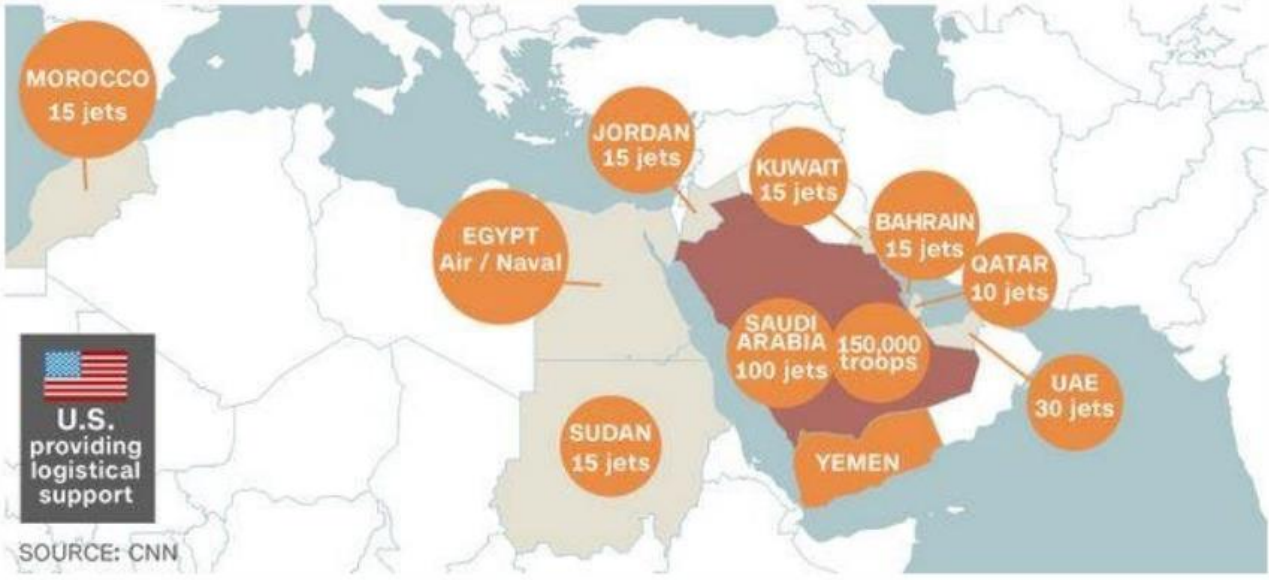 MOROCCO
15 jets
JORDAN
15 jets
KUWAIT
15 jets
BAHRAIN
15 jets
EGYPT
Air / Naval
QATAR
10 jets
SAUDI
ARABIA
100 jets
150,000
troops
UAE
30 jets
U.S.
providing
logistical
support
SUDAN
15 jets
YEMEN
SOURCE: CNN